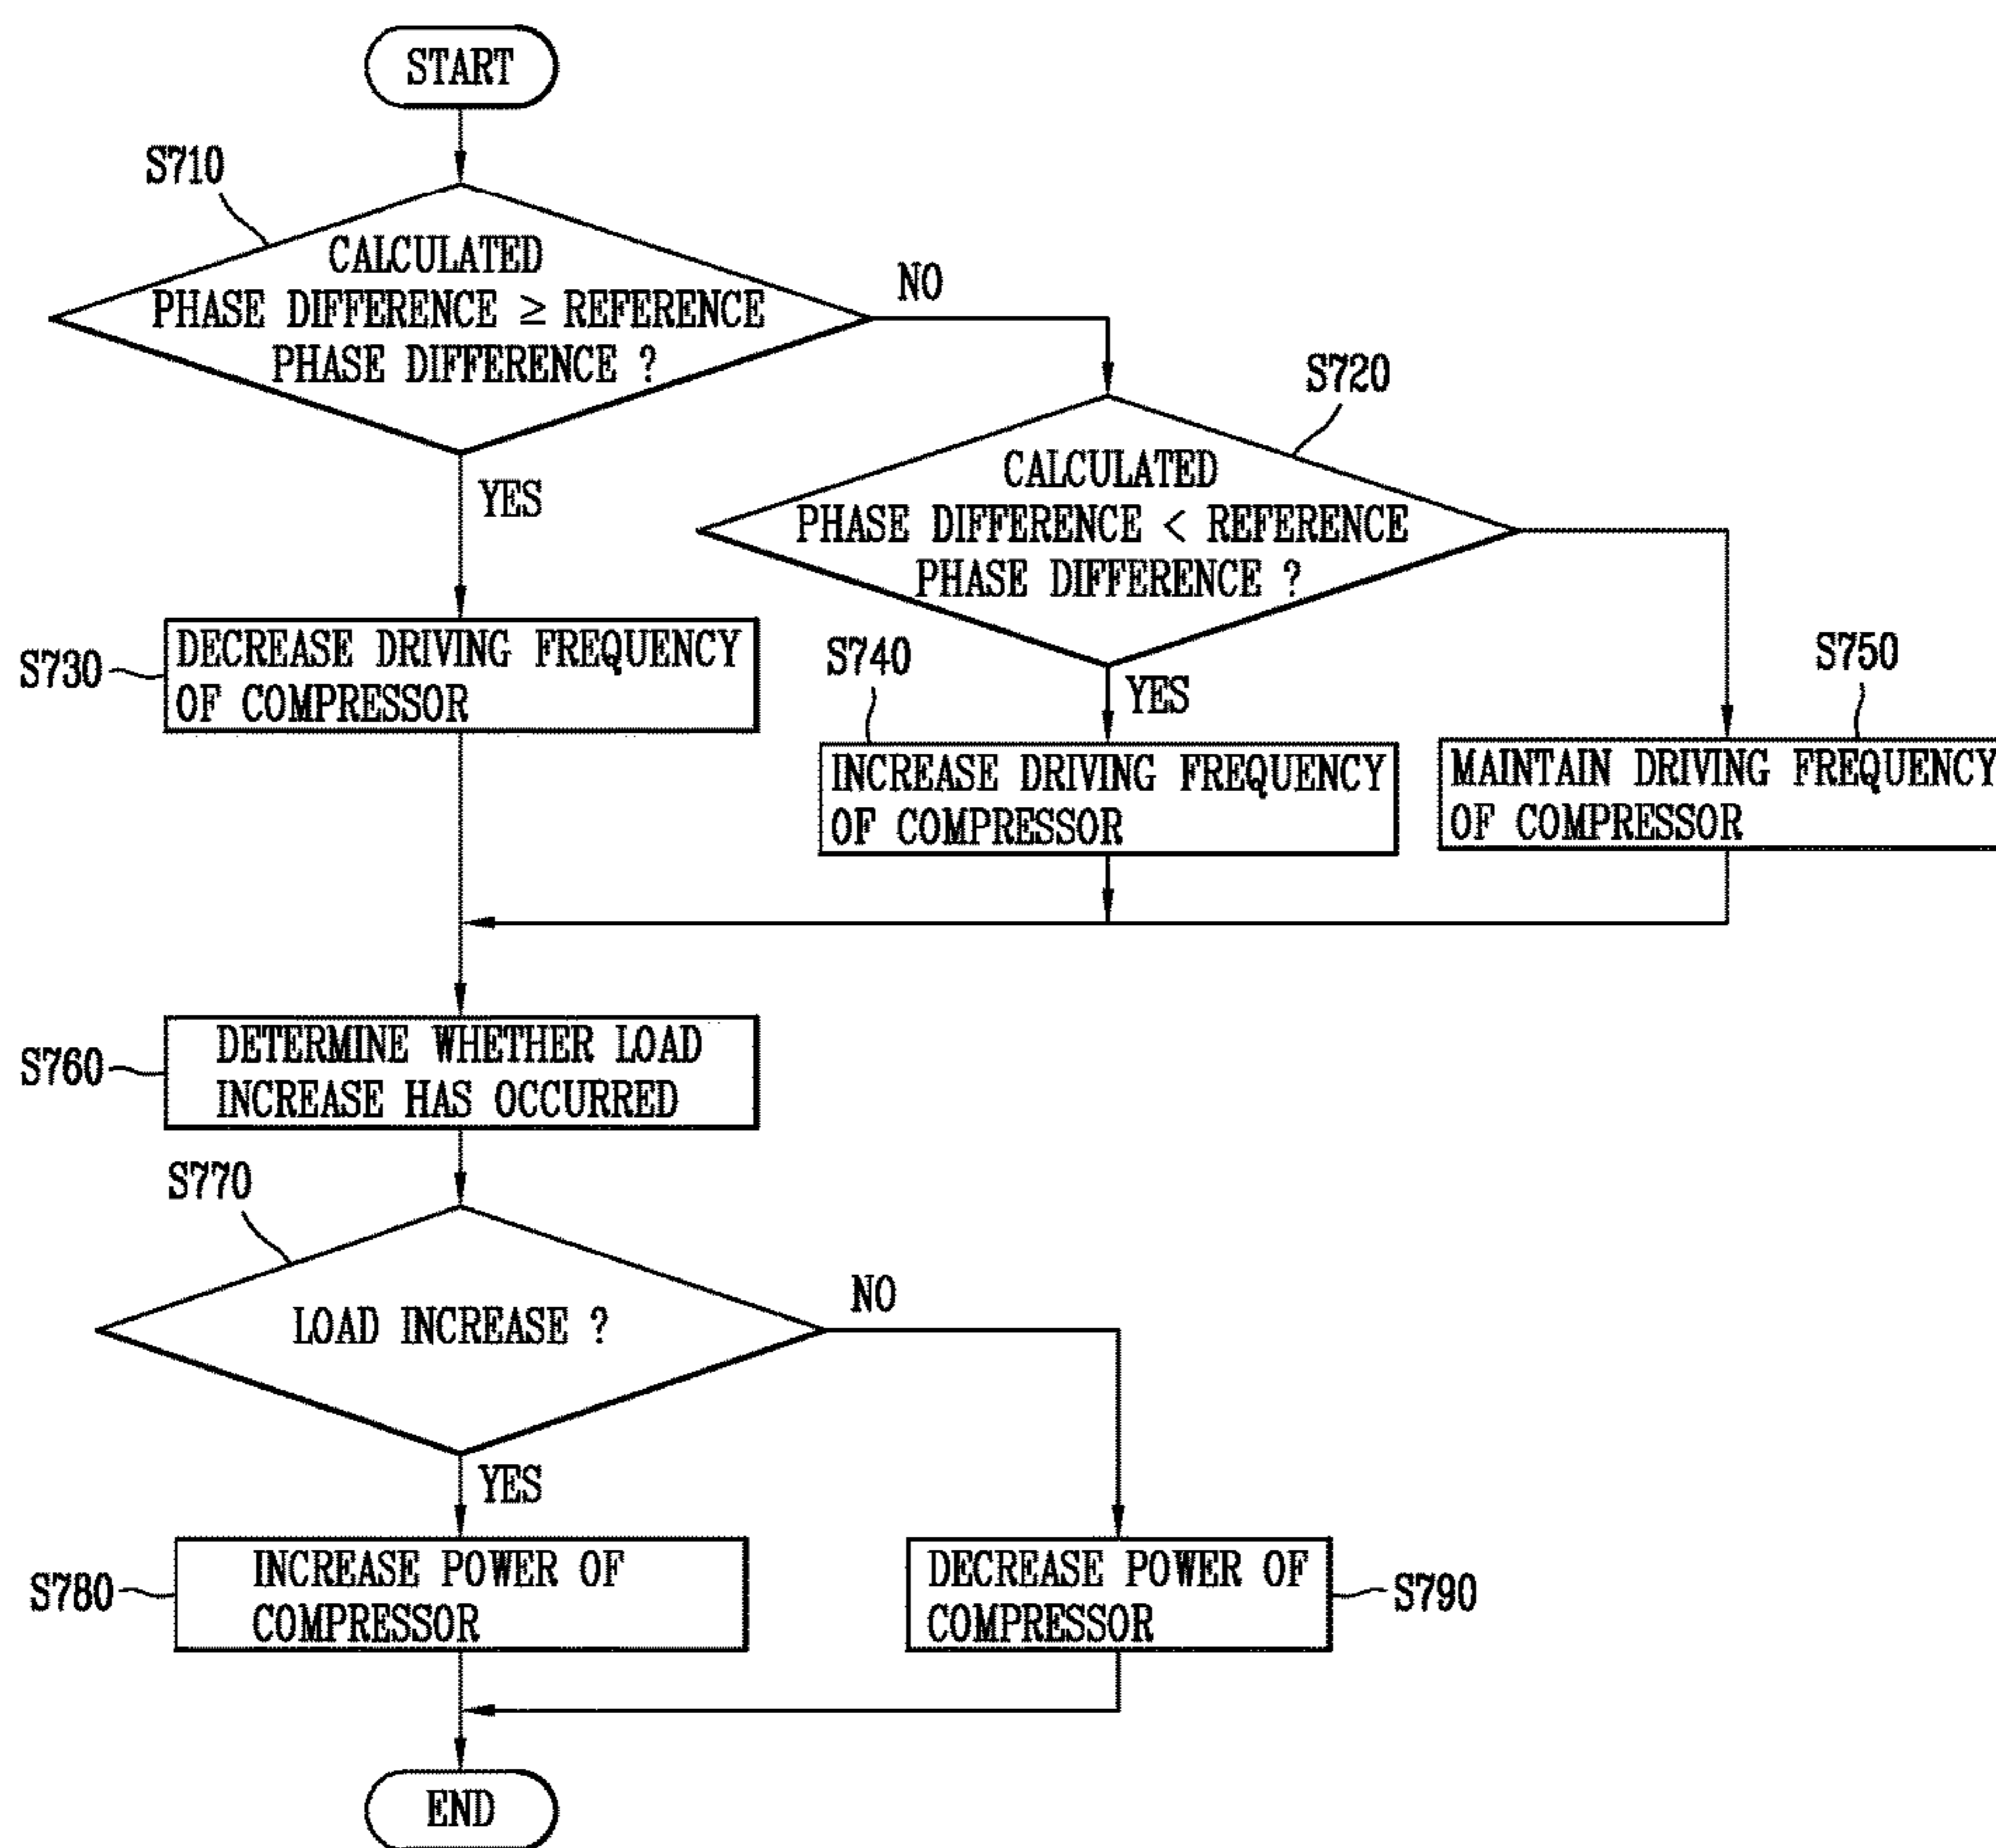 START
S710
CALCULATED
PHASE DIFFERENCE ≥ REFERENCE
PHASE DIFFERENCE ?
NO
YES
S720
CALCULATED
PHASE DIFFERENCE < REFERENCE
PHASE DIFFERENCE ?
YES
S730
DECREASE DRIVING FREQUENCY
OF COMPRESSOR
S740
INCREASE DRIVING FREQUENCY
OF COMPRESSOR
S750
MAINTAIN DRIVING FREQUENCY
OF COMPRESSOR
S760
DETERMINE WHETHER LOAD
INCREASE HAS OCCURRED
S770
LOAD INCREASE ?
NO
YES
S780
INCREASE POWER OF
COMPRESSOR
DECREASE POWER OF
COMPRESSOR
S790
END